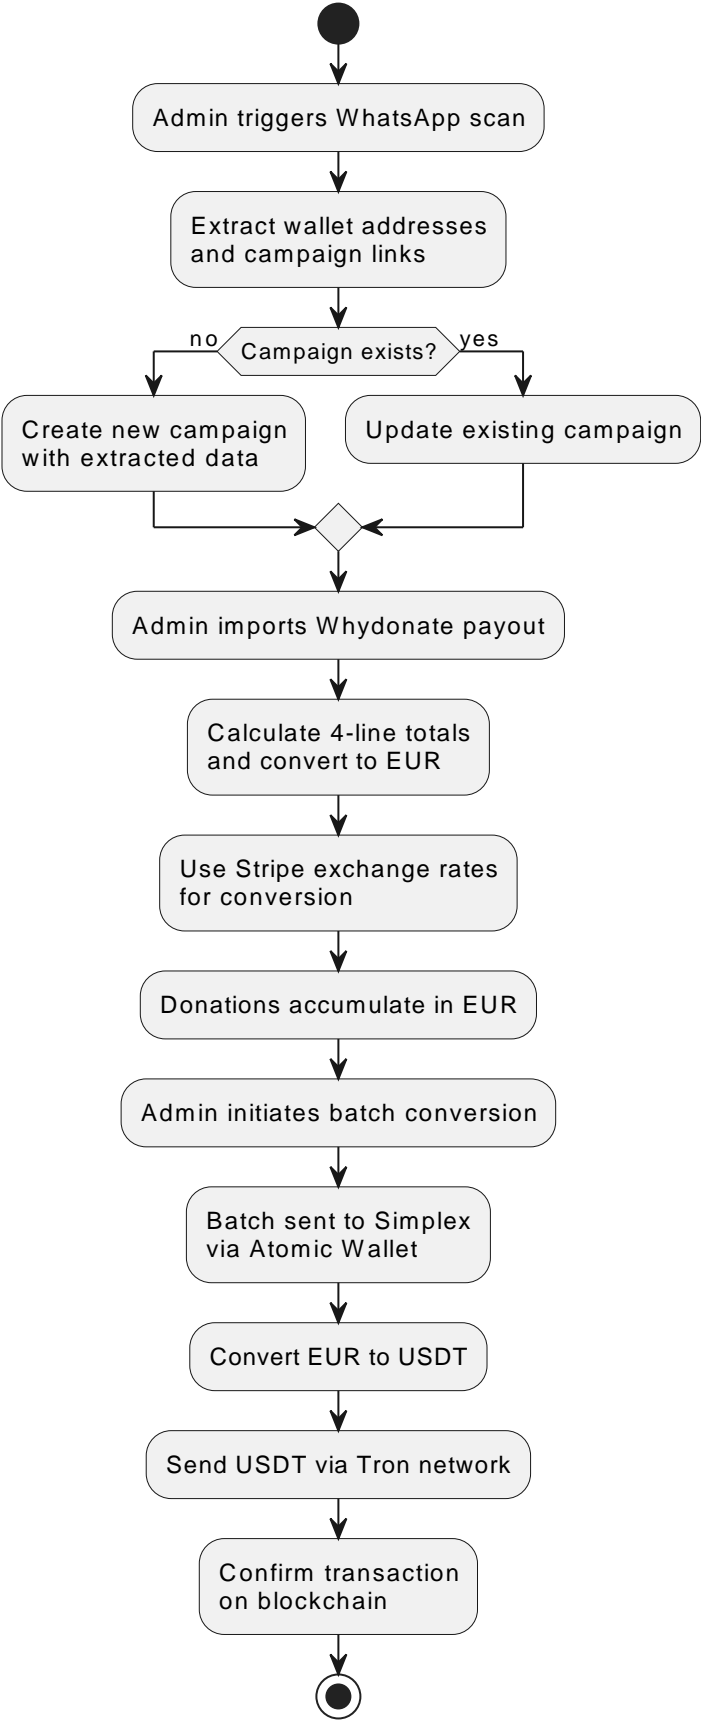 Admin triggers WhatsApp scan
Extract wallet addresses
and campaign links
no
Campaign exists?
yes
Create new campaign
with extracted data
Update existing campaign
Admin imports Whydonate payout
Calculate 4-line totals
and convert to EUR
Use Stripe exchange rates
for conversion
Donations accumulate in EUR
Admin initiates batch conversion
Batch sent to Simplex
via Atomic Wallet
Convert EUR to USDT
Send USDT via Tron network
Confirm transaction
on blockchain